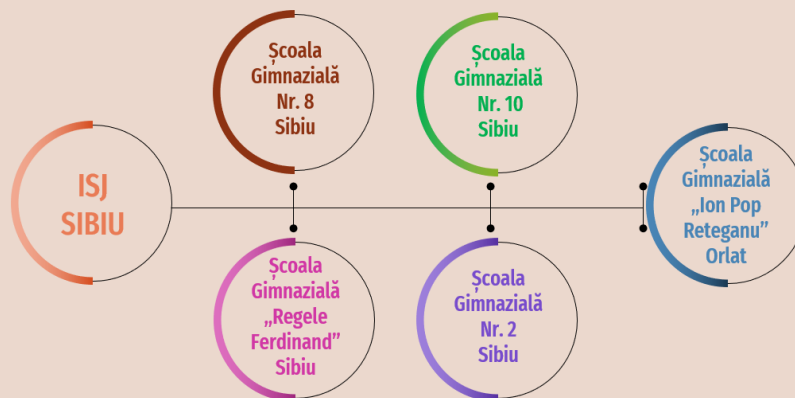 ISJ
SIBIU
Școala
Gimnazială
Nr. 8
Sibiu
Școala
Gimnazială
„Regele
Ferdinand”
Sibiu
Școala
Gimnazială
Nr. 10
Sibiu
Școala
Gimnazială
Nr. 2
Sibiu
Școala
Gimnazială
„Ion Pop
Reteganu”
Orlat